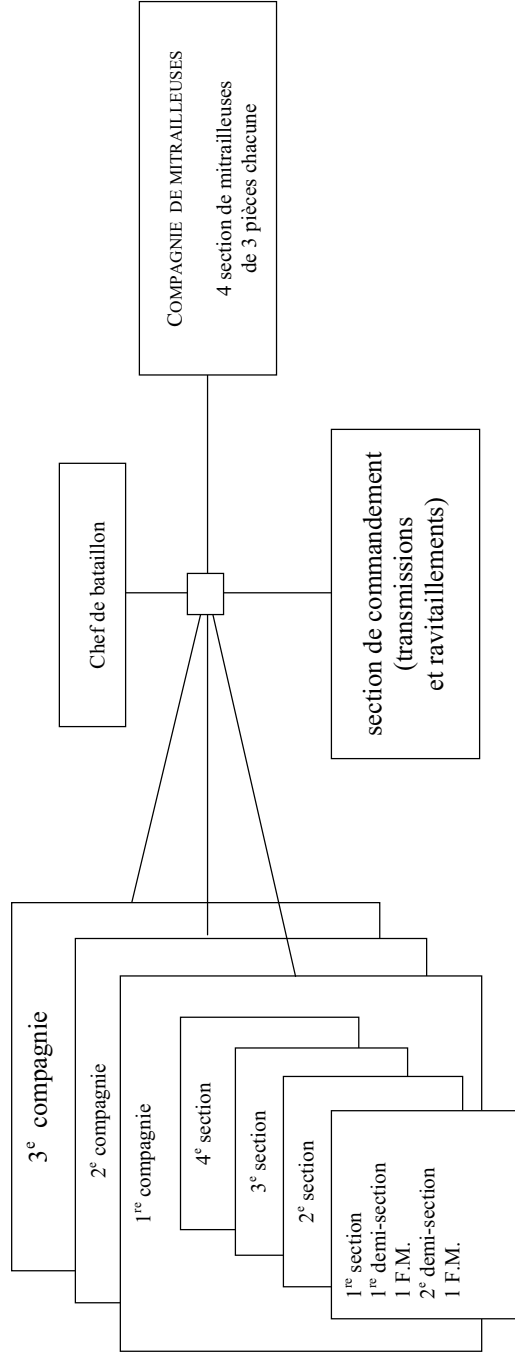 3e compagnie
2e compagnie
1re compagnie
4e section
3e section
2e section
1re section
1re demi-section
1 F.M.
2e demi-section
1 F.M.
Chef de bataillon
section de commandement
(transmissions
et ravitaillements)
COMPAGNIE DE MITRAILLEUSES
4 section de mitrailleuses
de 3 pièces chacune